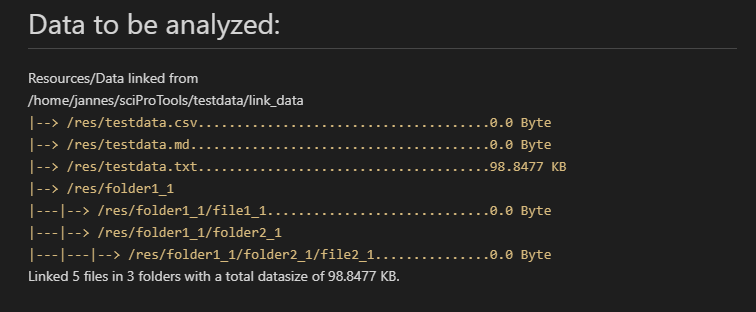 Data to be analyzed:
Resources/Data linked from
/home/jannes/sciProTools/testdata/link_data
|--> /res/testdata.csv......................................0.0 Byte
|--> /res/testdata.md.......................................0.0 Byte
|--> /res/testdata.txt......................................98.8477 KB
|--> /res/folder1_1
|---|--> /res/folder1_1/file1_1.............................0.0 Byte
|---|--> /res/folder1_1/folder2_1
|---|---|--> /res/folder1_1/folder2_1/file2_1...............0.0 Byte
Linked 5 files in 3 folders with a total datasize of 98.8477 KB.